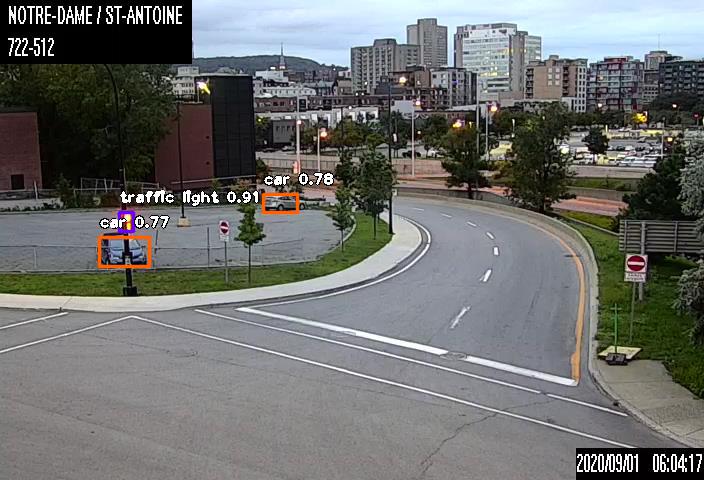 NOTRE-DAME / ST-ANTOINE
722-512
car 0.78
traffic light 0.91
car 0.77
2020/09/01 06:04:17